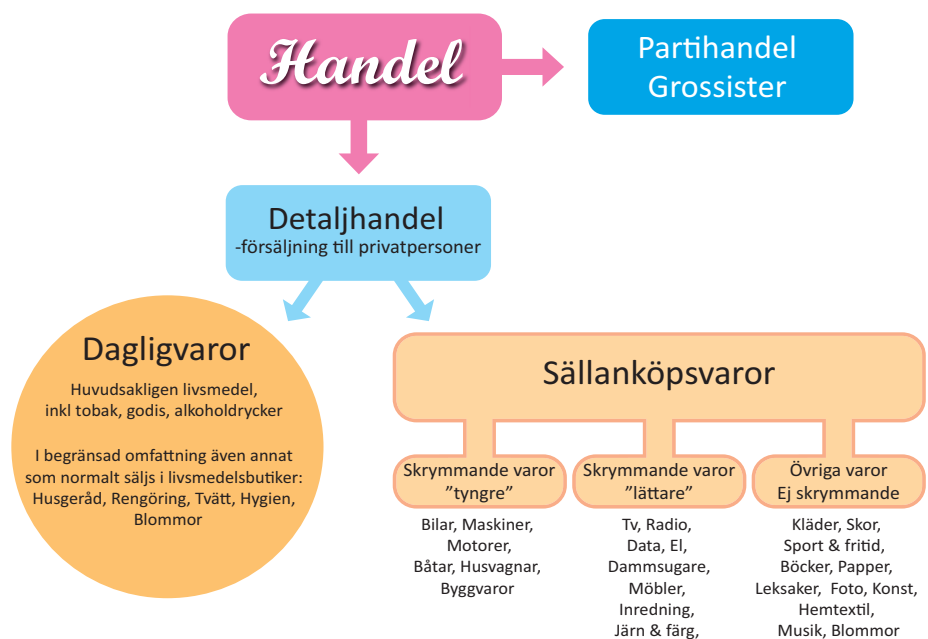 Handel
Partihandel
Grossister
Detaljhandel
-försäljning till privatpersoner
Dagligvaror
Huvudsakligen livsmedel,
inkl tobak, godis, alkoholdrycker
I begränsad omfattning även annat
som normalt säljs i livsmedelsbutiker:
Husgeråd, Rengöring, Tvätt, Hygien,
Blommor
Sällanköpsvaror
Skrymmande varor
"tyngre"
Bilar, Maskiner,
Motorer,
Båtar, Husvagnar,
Byggvaror
Skrymmande varor
"lättare"
Tv, Radio,
Data, El,
Dammsugare,
Möbler,
Inredning,
Järn & färg,
Övriga varor
Ej skrymmande
Kläder, Skor,
Sport & fritid,
Böcker, Papper,
Leksaker, Foto, Konst,
Hemtextil,
Musik, Blommor